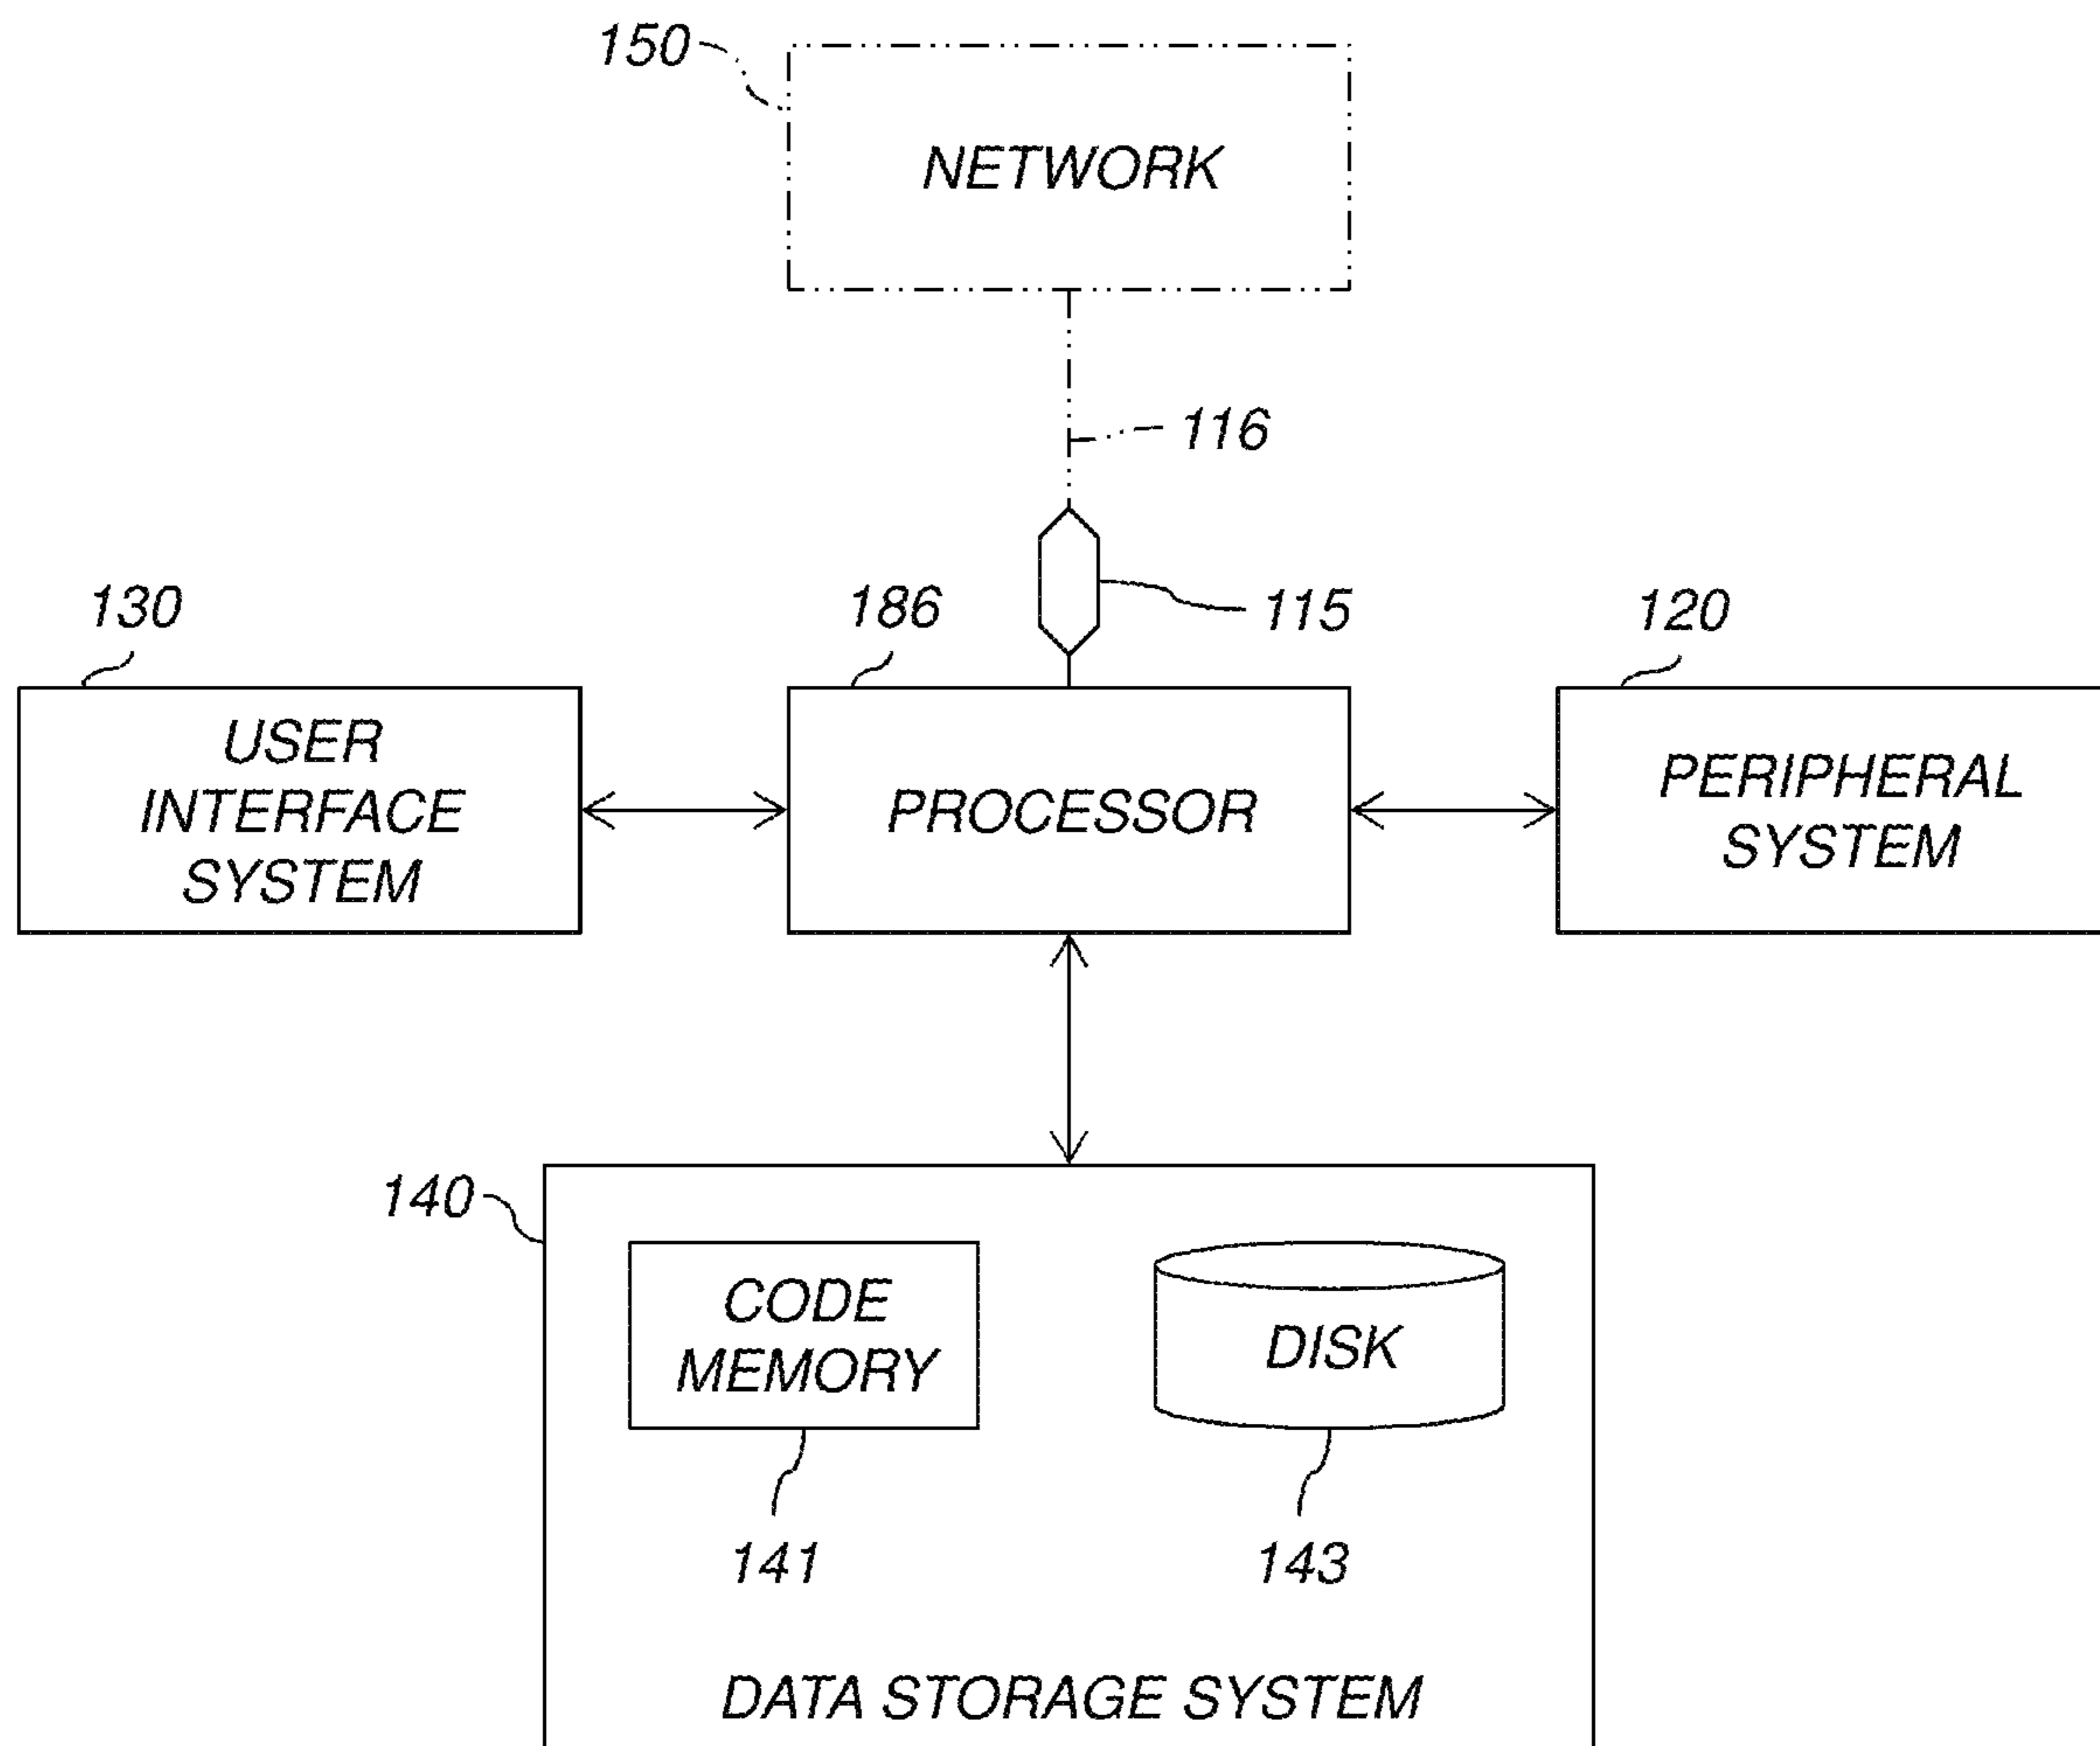 150
NETWORK
116
115
130
186
120
USER
INTERFACE
SYSTEM
PROCESSOR
PERIPHERAL
SYSTEM
140
CODE
MEMORY
DISK
141
143
DATA STORAGE SYSTEM